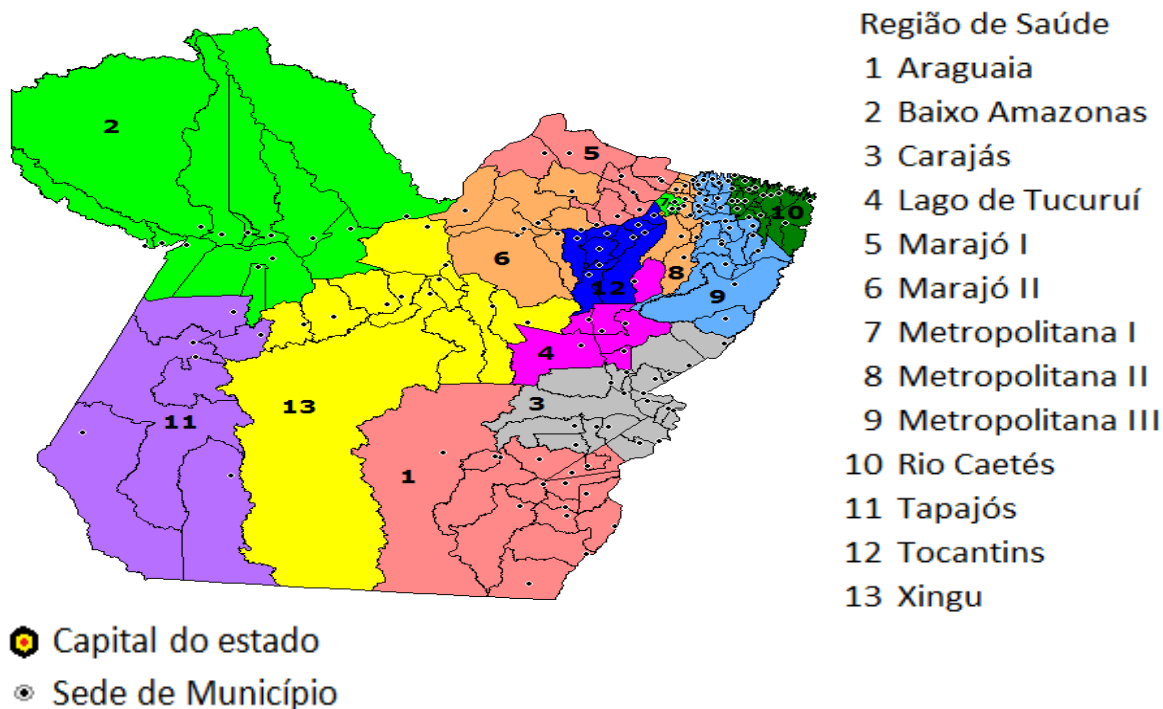 Região de Saúde
1 Araguaia
2 Baixo Amazonas
3 Carajás
4 Lago de Tucuruí
5 Marajó I
6 Marajó II
7 Metropolitana I
8 Metropolitana II
9 Metropolitana III
10 Rio Caetés
11 Tapajós
12 Tocantins
13 Xingu
2
5
7
10
6
8
12
9
4
3
13
11
1
Capital do estado
Sede de Município